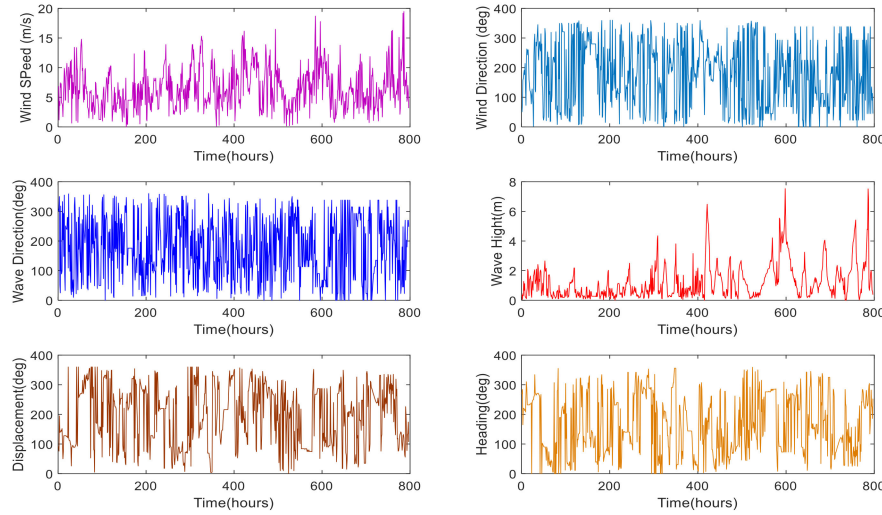 20
15
10
5
0
Wind SPeed (m/s)
0 200 400 600 800
Time(hours)
400
300
200
100
0
Wind Direction (deg)
0 200 400 600 800
Time(hours)
400
300
200
100
0
Wave Direction(deg)
0 200 400 600 800
Time(hours)
8
6
4
2
0
Wave Hight(m)
0 200 400 600 800
Time(hours)
400
300
200
100
0
Displacement(deg)
0 200 400 600 800
Time(hours)
400
300
200
100
0
Heading(deg)
0 200 400 600 800
Time(hours)